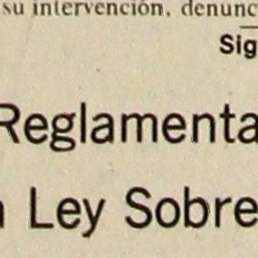 su intervención, denunc
Sig
Reglamenta
n Ley Sobre